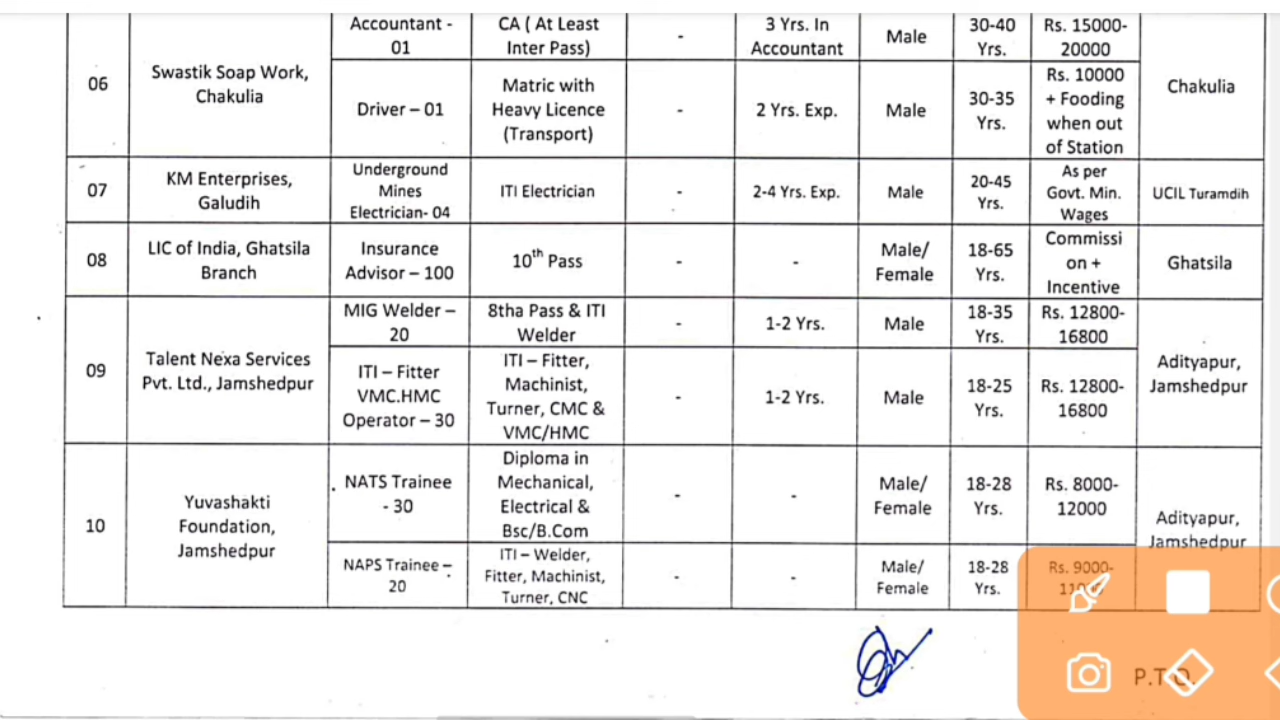 06
Swastik Soap Work,
Chakulia
Accountant -
01
CA ( At Least
Inter Pass)
-
3 Yrs. In
Accountant
Male
30-40
Yrs.
Rs. 15000-
20000
Chakulia
Driver – 01
Matric with
Heavy Licence
(Transport)
-
2 Yrs. Exp.
Male
30-35
Yrs.
Rs. 10000
+ Fooding
when out
of Station
07
KM Enterprises,
Galudih
Underground
Mines
Electrician- 04
ITI Electrician
-
2-4 Yrs. Exp.
Male
20-45
Yrs.
As per
Govt. Min.
Wages
UCIL Turamdih
08
LIC of India, Ghatsila
Branch
Insurance
Advisor – 100
10th Pass
-
-
Male/
Female
18-65
Yrs.
Commissi
on +
Incentive
Ghatsila
09
Talent Nexa Services
Pvt. Ltd., Jamshedpur
MIG Welder –
20
8tha Pass & ITI
Welder
-
1-2 Yrs.
Male
18-35
Yrs.
Rs. 12800-
16800
Adityapur,
Jamshedpur
ITI – Fitter
VMC.HMC
Operator – 30
ITI – Fitter,
Machinist,
Turner, CMC &
VMC/HMC
-
1-2 Yrs.
Male
18-25
Yrs.
Rs. 12800-
16800
10
Yuvashakti
Foundation,
Jamshedpur
NATS Trainee
- 30
Diploma in
Mechanical,
Electrical &
Bsc/B.Com
-
-
Male/
Female
18-28
Yrs.
Rs. 8000-
12000
Adityapur,
Jamshedpur
NAPS Trainee –
20
ITI – Welder,
Fitter, Machinist,
Turner, CNC
-
-
Male/
Female
18-28
Yrs.
Rs. 9000-
P.T.O.